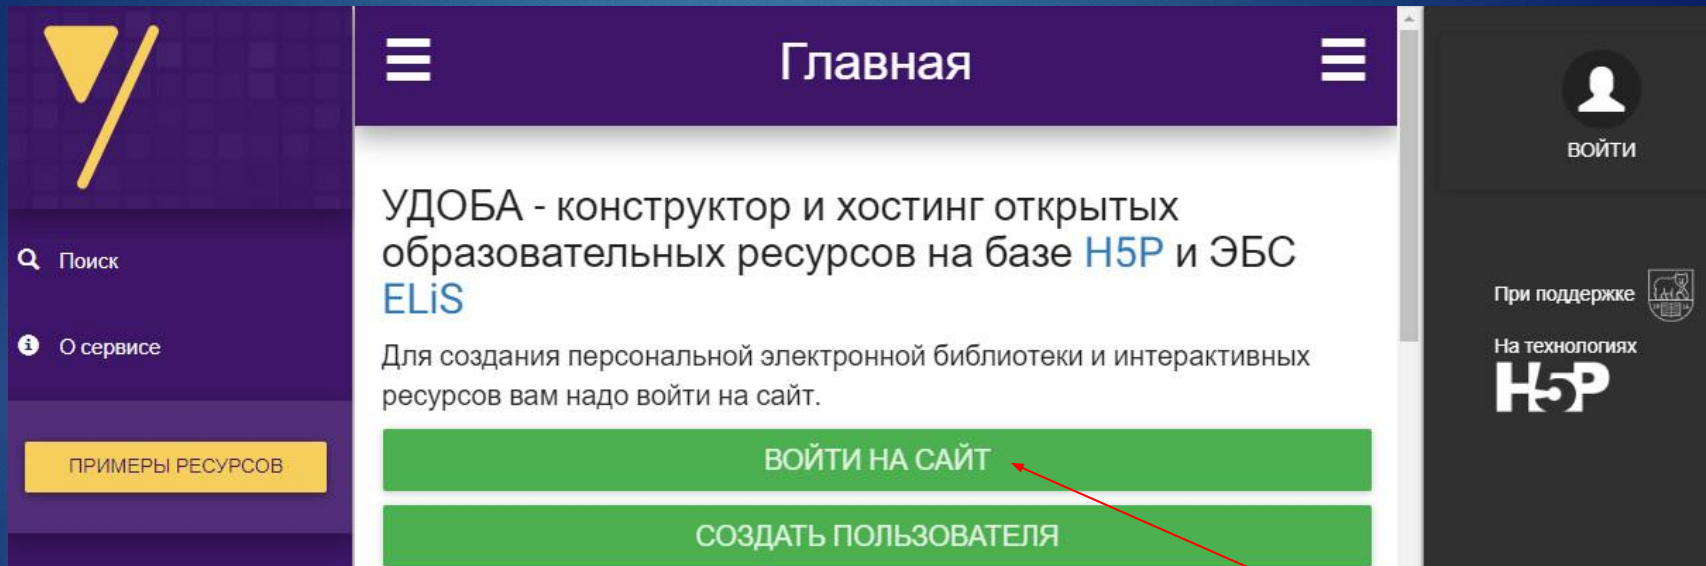 Главная
ВОЙТИ
УДОБА - конструктор и хостинг открытых
образовательных ресурсов на базе H5P и ЭБС
ELiS
Поиск
О сервисе
При поддержке
На технологиях
H5P
Для создания персональной электронной библиотеки и интерактивных
ресурсов вам надо войти на сайт.
ПРИМЕРЫ РЕСУРСОВ
ВОЙТИ НА САЙТ
СОЗДАТЬ ПОЛЬЗОВАТЕЛЯ